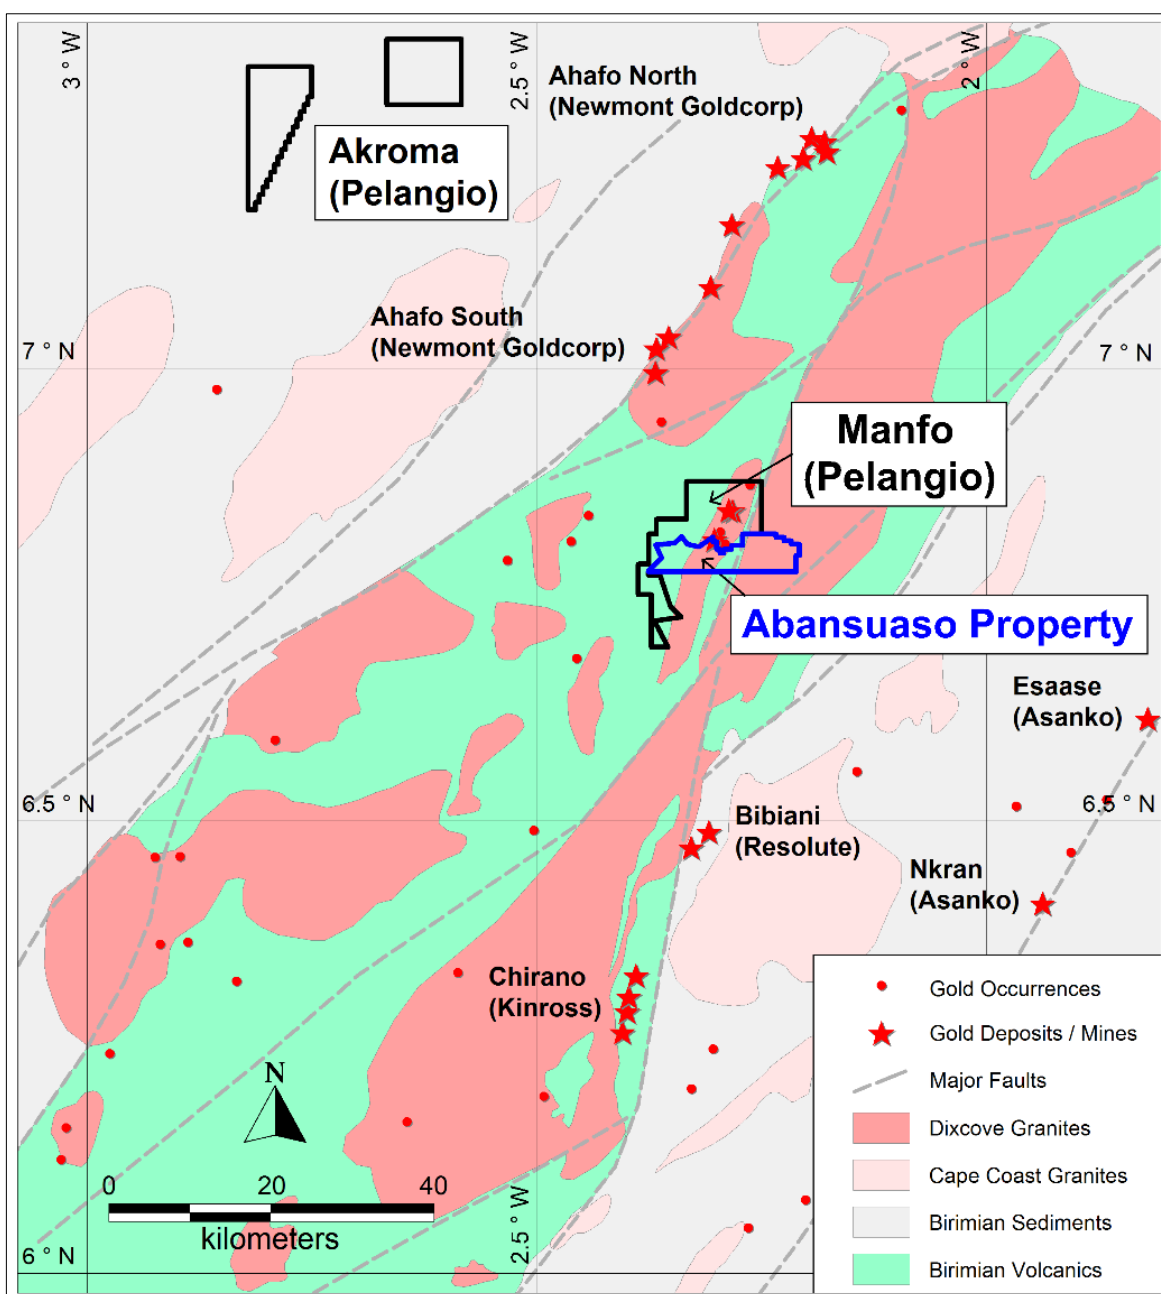 3 ° W
2.5 ° W
2 ° W
Ahafo North
(Newmont Goldcorp)
Akroma
(Pelangio)
Ahafo South
(Newmont Goldcorp)
7 ° N
7 ° N
Manfo
(Pelangio)
Abansuaso Property
Esaase
(Asanko)
6.5 ° N
6.5 ° N
Bibiani
(Resolute)
Nkran
(Asanko)
Chirano
(Kinross)
N
0 20 40
kilometers
2.5 ° W
6 ° N
Gold Occurrences
Gold Deposits / Mines
Major Faults
Dixcove Granites
Cape Coast Granites
Birimian Sediments
Birimian Volcanics